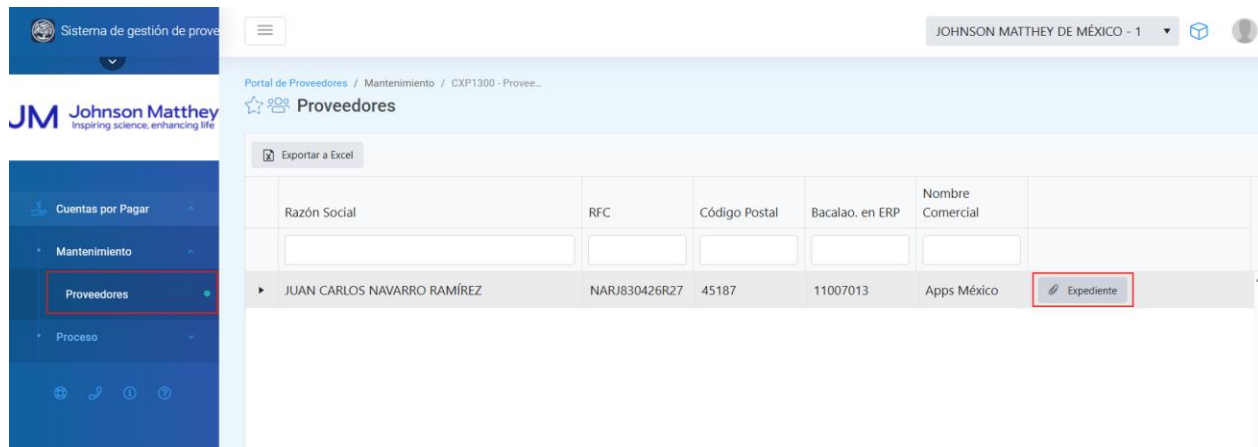 Sistema de gestión de prove
JOHNSON MATTHEY DE MÉXICO - 1
Portal de Proveedores / Mantenimiento / CXP1300 - Provee...
Proveedores
JM Johnson Matthey
Inspiring science, enhancing life
Exportar a Excel
Cuentas por Pagar
Mantenimiento
Proveedores
Proceso
Razón Social RFC Código Postal Bacalao. en ERP Nombre Comercial
JUAN CARLOS NAVARRO RAMÍREZ NARJ830426R27 45187 11007013 Apps México Expediente